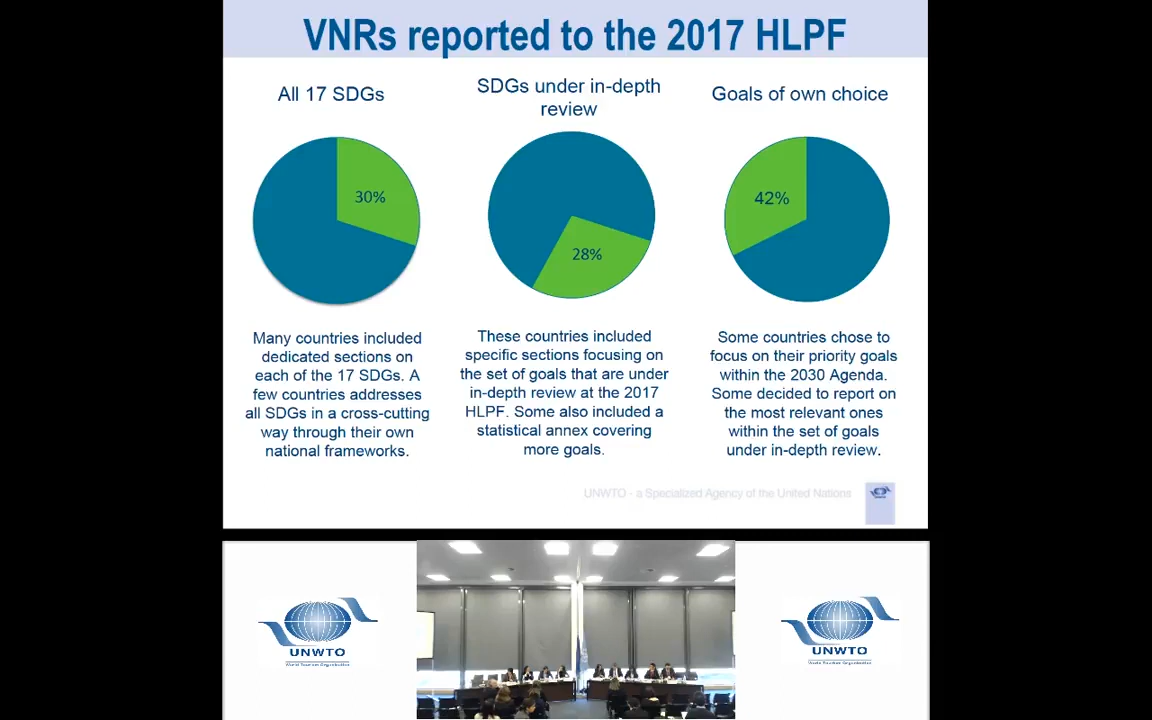 VNRs reported to the 2017 HLPF
All 17 SDGs
SDGs under in-depth
review
Goals of own choice
30%
28%
42%
Many countries included
dedicated sections on
each of the 17 SDGs. A
few countries addresses
all SDGs in a cross-cutting
way through their own
national frameworks.
These countries included
specific sections focusing on
the set of goals that are under
in-depth review at the 2017
HLPF. Some also included a
statistical annex covering
more goals.
Some countries chose to
focus on their priority goals
within the 2030 Agenda.
Some decided to report on
the most relevant ones
within the set of goals
under in-depth review.
UNWTO - a Specialized Agency of the United Nations
UNWTO
World Tourism Organization
UNWTO
World Tourism Organization